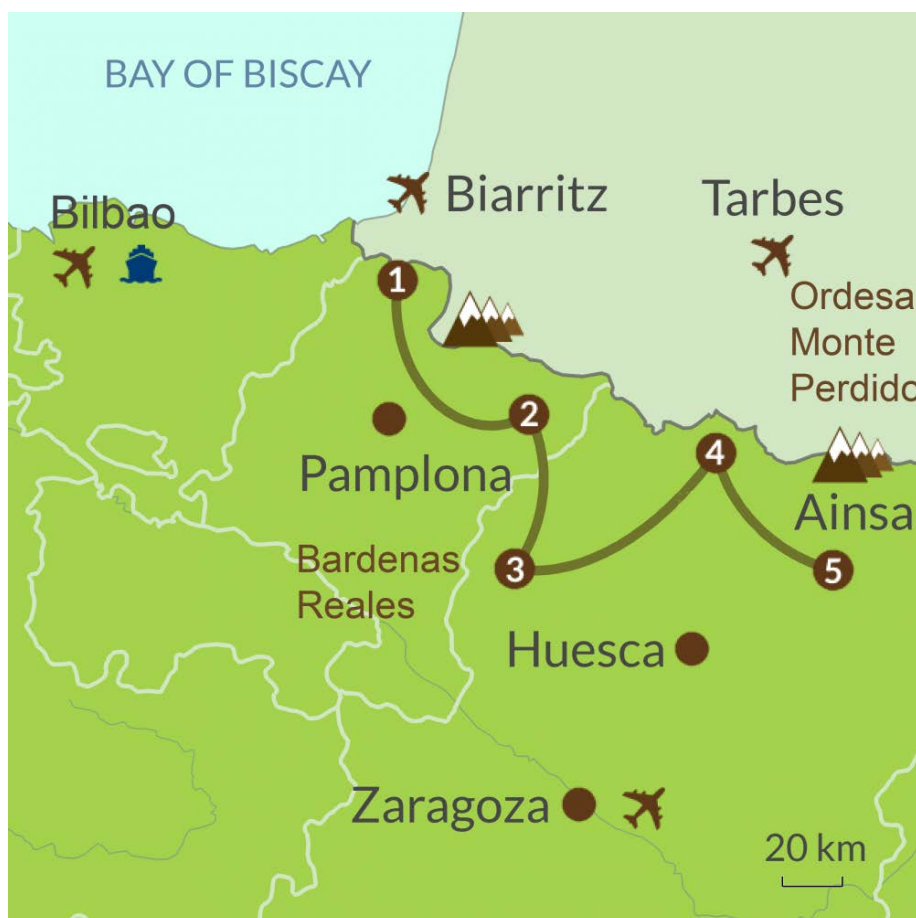 BAY OF BISCAY
Biarritz
Tarbes
Bilbao
1
Ordesa
Monte
Perdido
2
Pamplona
4
Ainsa
Bardenas
Reales
3
5
Huesca
Zaragoza
20 km